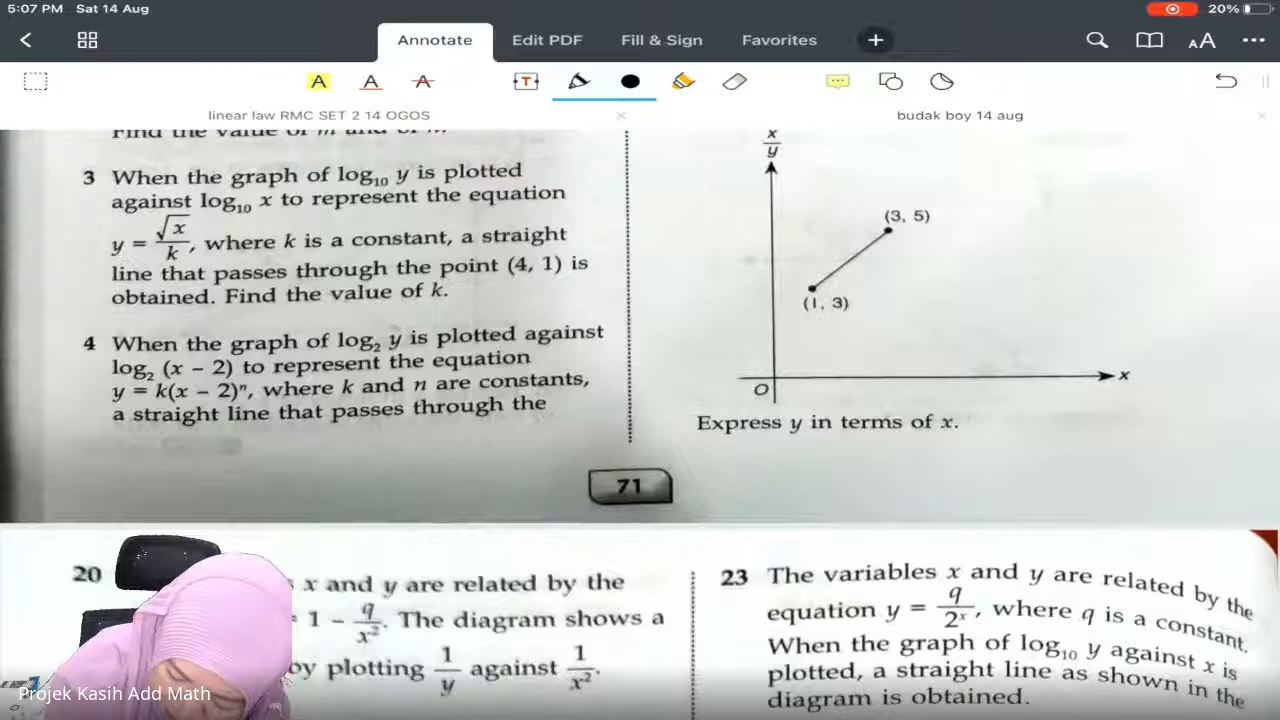 5:07 PM Sat 14 Aug
20%
Annotate
Edit PDF
Fill & Sign
Favorites
linear law RMC SET 2 14 OGOS
budak boy 14 aug
Find the value of
3 When the graph of log₁₀ y is plotted
against log₁₀ x to represent the equation
y = √x/k, where k is a constant, a straight
line that passes through the point (4, 1) is
obtained. Find the value of k.
4 When the graph of log₂ y is plotted against
log₂ (x – 2) to represent the equation
y = k(x – 2)ⁿ, where k and n are constants,
a straight line that passes through the
x/y
(3, 5)
(1, 3)
O
x
Express y in terms of x.
71
20
x and y are related by the
= 1 – q/x². The diagram shows a
by plotting 1/y against 1/x².
23 The variables x and y are related by the
equation y = q/2ˣ, where q is a constant.
When the graph of log₁₀ y against x is
plotted, a straight line as shown in the
diagram is obtained.
Projek Kasih Add Math